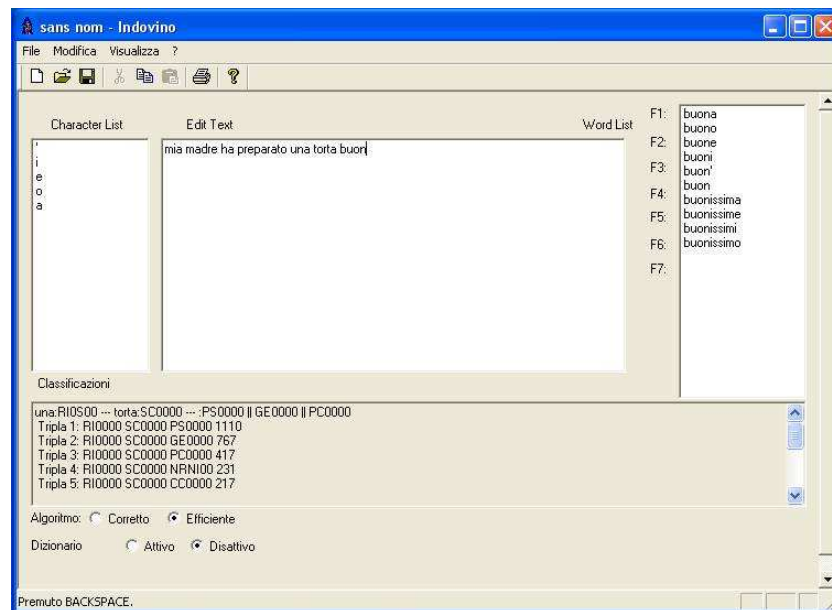 sans nom - Indovino
File Modifica Visualizza ?
Character List
Edit Text
Word List
'
i
e
o
a
mia madre ha preparato una torta buon
F1:
F2:
F3:
F4:
F5:
F6:
F7:
buona
buono
buone
buoni
buon'
buon
buonissima
buonissime
buonissimi
buonissimo
Classificazioni
una:RI0S00 --- torta:SC0000 --- :PS0000 || GE0000 || PC0000
Tripla 1: RI0000 SC0000 PS0000 1110
Tripla 2: RI0000 SC0000 GE0000 767
Tripla 3: RI0000 SC0000 PC0000 417
Tripla 4: RI0000 SC0000 NRNI00 231
Tripla 5: RI0000 SC0000 CC0000 217
Algoritmo: Corretto Efficiente
Dizionario Attivo Disattivo
Premuto BACKSPACE.